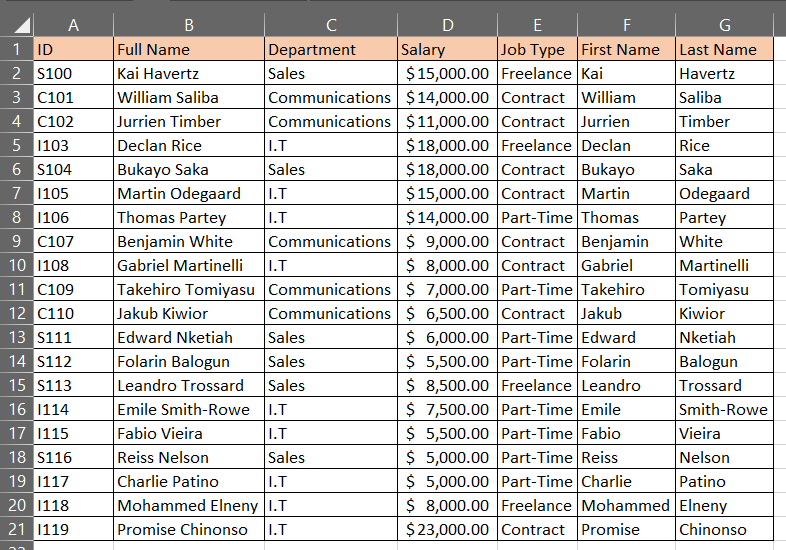 A B C D E F G
1 ID Full Name Department Salary Job Type First Name Last Name
2 S100 Kai Havertz Sales $15,000.00 Freelance Kai Havertz
3 C101 William Saliba Communications $14,000.00 Contract William Saliba
4 C102 Jurrien Timber Communications $11,000.00 Contract Jurrien Timber
5 I103 Declan Rice I.T $18,000.00 Freelance Declan Rice
6 S104 Bukayo Saka Sales $18,000.00 Contract Bukayo Saka
7 I105 Martin Odegaard I.T $15,000.00 Contract Martin Odegaard
8 I106 Thomas Partey I.T $14,000.00 Part-Time Thomas Partey
9 C107 Benjamin White Communications $ 9,000.00 Contract Benjamin White
10 I108 Gabriel Martinelli I.T $ 8,000.00 Contract Gabriel Martinelli
11 C109 Takehiro Tomiyasu Communications $ 7,000.00 Part-Time Takehiro Tomiyasu
12 C110 Jakub Kiwior Communications $ 6,500.00 Contract Jakub Kiwior
13 S111 Edward Nketiah Sales $ 6,000.00 Part-Time Edward Nketiah
14 S112 Folarin Balogun Sales $ 5,500.00 Part-Time Folarin Balogun
15 S113 Leandro Trossard Sales $ 8,500.00 Freelance Leandro Trossard
16 I114 Emile Smith-Rowe I.T $ 7,500.00 Part-Time Emile Smith-Rowe
17 I115 Fabio Vieira I.T $ 5,500.00 Part-Time Fabio Vieira
18 S116 Reiss Nelson Sales $ 5,000.00 Part-Time Reiss Nelson
19 I117 Charlie Patino I.T $ 5,000.00 Part-Time Charlie Patino
20 I118 Mohammed Elneny I.T $ 8,000.00 Freelance Mohammed Elneny
21 I119 Promise Chinonso I.T $23,000.00 Contract Promise Chinonso